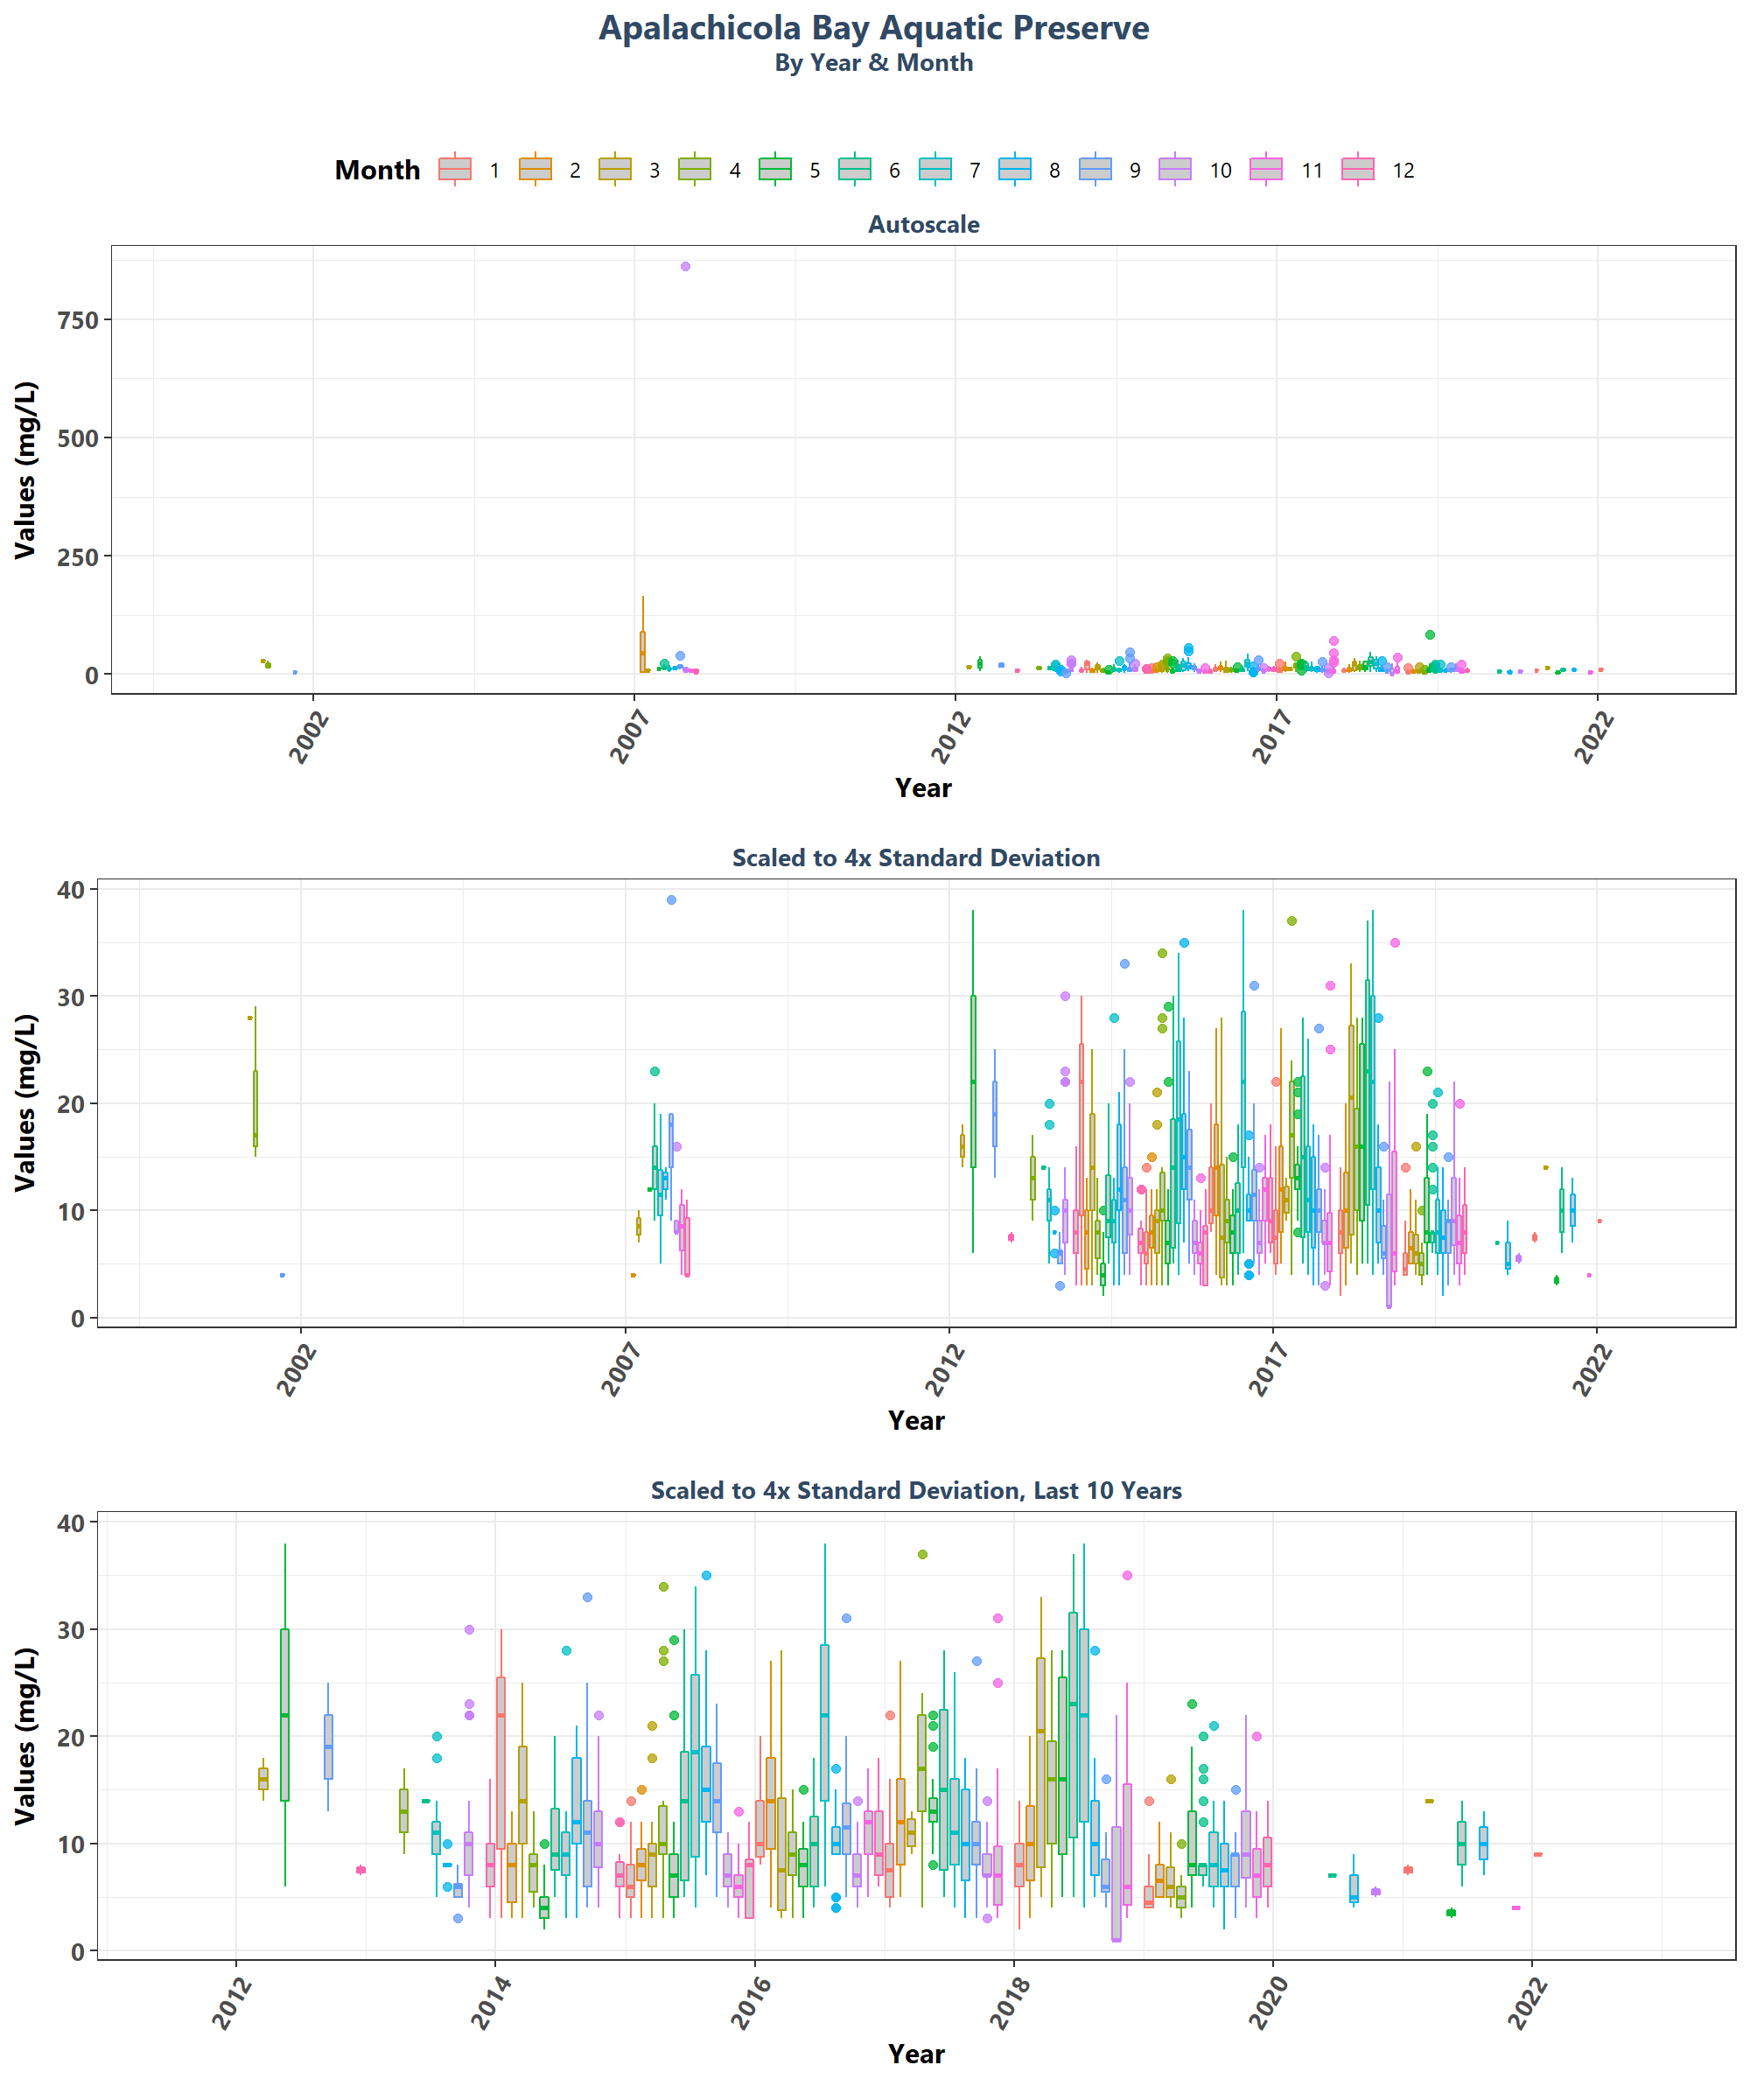 Apalachicola Bay Aquatic Preserve
By Year & Month
Month 1 2 3 4 5 6 7 8 9 10 11 12
Autoscale
Values (mg/L)
750
500
250
0
2002 2007 2012 2017 2022
Year
Scaled to 4x Standard Deviation
Values (mg/L)
40
30
20
10
0
2002 2007 2012 2017 2022
Year
Scaled to 4x Standard Deviation, Last 10 Years
Values (mg/L)
40
30
20
10
0
2012 2014 2016 2018 2020 2022
Year